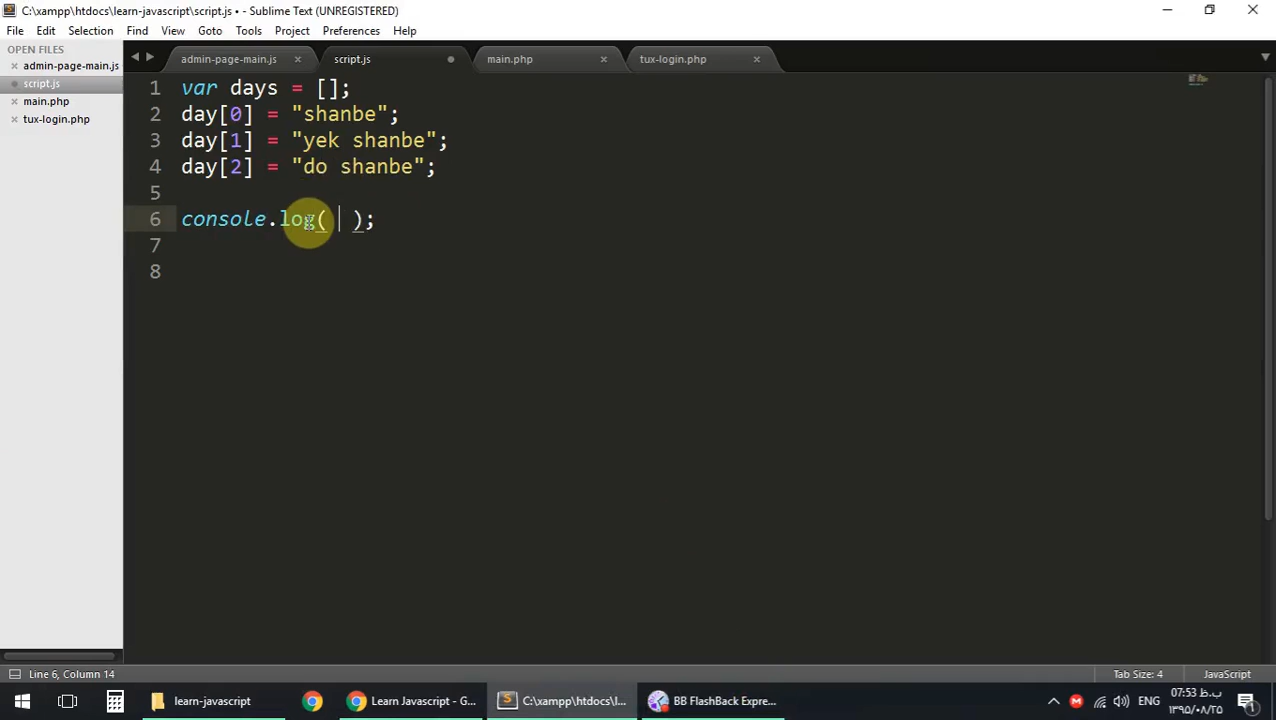 C:\xampp\htdocs\learn-javascript\script.js • - Sublime Text (UNREGISTERED)
File Edit Selection Find View Goto Tools Project Preferences Help
OPEN FILES
admin-page-main.js
script.js
main.php
tux-login.php
admin-page-main.js script.js main.php tux-login.php
1 var days = [];
2 day[0] = "shanbe";
3 day[1] = "yek shanbe";
4 day[2] = "do shanbe";
5
6 console.log(  );
7
8
Line 6, Column 14 Tab Size: 4 JavaScript
learn-javascript Learn Javascript - G... C:\xampp\htdocs\l... BB FlashBack Expre... ENG 07:53 ب.ظ
۱۳۹۵/۰۸/۲۵